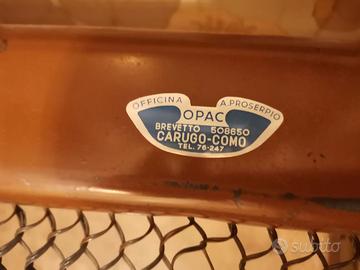 OFFICINA A. PROSERPIO
OPAC
BREVETTO 508650
CARUGO-COMO
TEL. 76-247
subito